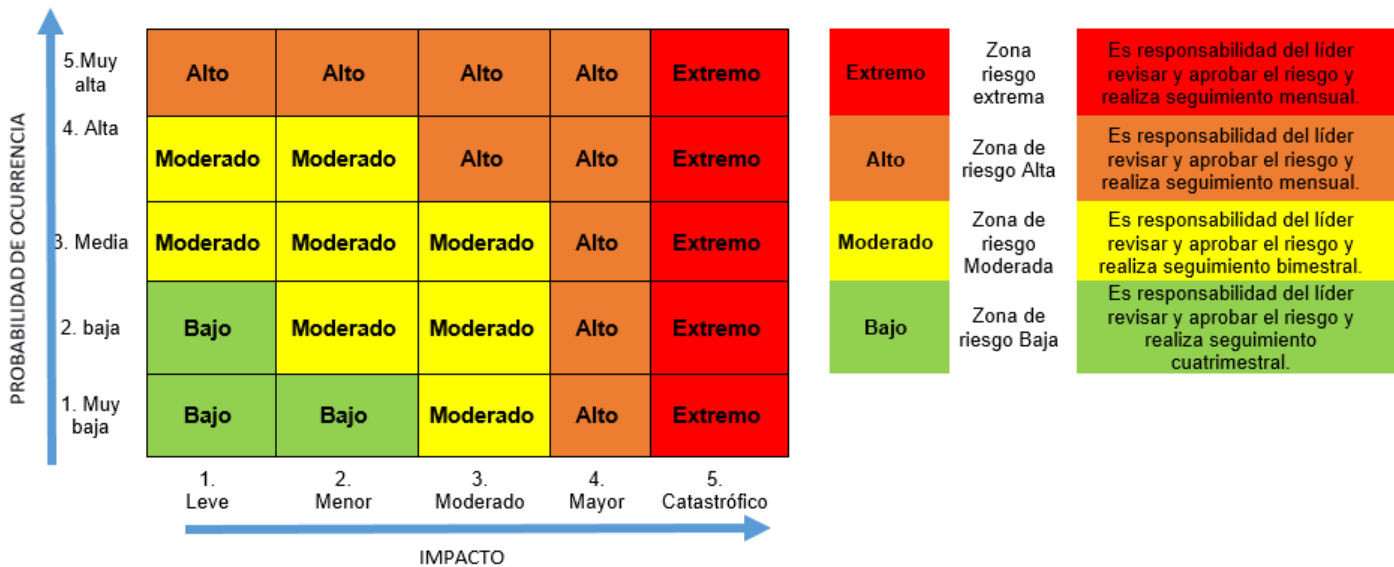 PROBABILIDAD DE OCURRENCIA
5.Muy
alta
Alto
Alto
Alto
Alto
Extremo
4. Alta
Moderado
Moderado
Alto
Alto
Extremo
3. Media
Moderado
Moderado
Moderado
Alto
Extremo
2. baja
Bajo
Moderado
Moderado
Alto
Extremo
1. Muy
baja
Bajo
Bajo
Moderado
Alto
Extremo
1.
Leve
2.
Menor
3.
Moderado
4.
Mayor
5.
Catastrófico
IMPACTO
Extremo
Zona
riesgo
extrema
Es responsabilidad del líder
revisar y aprobar el riesgo y
realiza seguimiento mensual.
Alto
Zona de
riesgo Alta
Es responsabilidad del líder
revisar y aprobar el riesgo y
realiza seguimiento mensual.
Moderado
Zona de
riesgo
Moderada
Es responsabilidad del líder
revisar y aprobar el riesgo y
realiza seguimiento bimestral.
Bajo
Zona de
riesgo Baja
Es responsabilidad del líder
revisar y aprobar el riesgo y
realiza seguimiento
cuatrimestral.